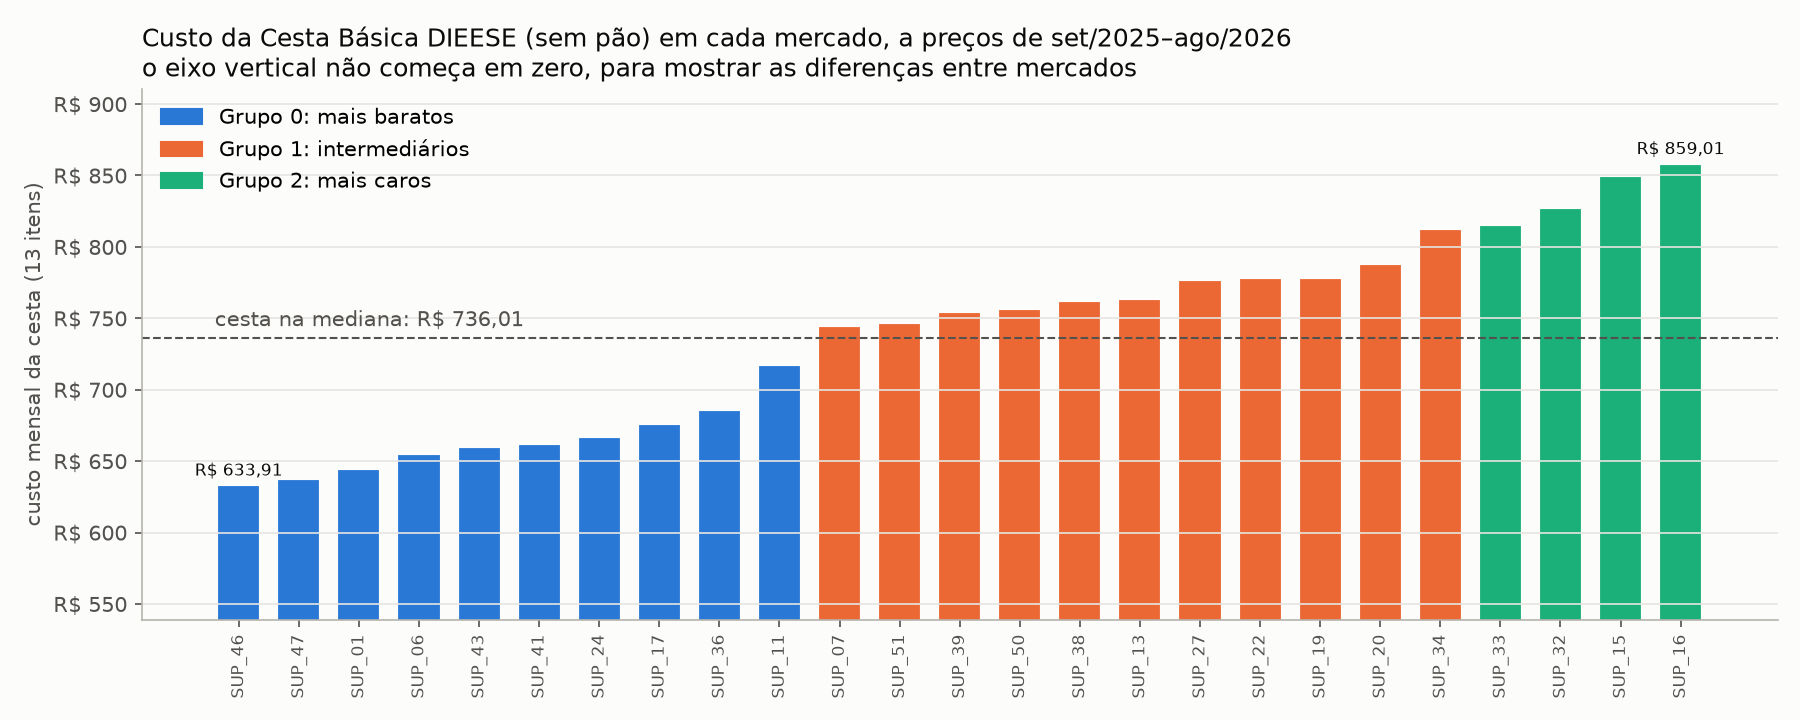 Custo da Cesta Básica DIEESE (sem pão) em cada mercado, a preços de set/2025–ago/2026
o eixo vertical não começa em zero, para mostrar as diferenças entre mercados
R$ 900
R$ 850
R$ 800
R$ 750
R$ 700
R$ 650
R$ 600
R$ 550
custo mensal da cesta (13 itens)
Grupo 0: mais baratos
Grupo 1: intermediários
Grupo 2: mais caros
R$ 859,01
cesta na mediana: R$ 736,01
R$ 633,91
SUP_46
SUP_47
SUP_01
SUP_06
SUP_43
SUP_41
SUP_24
SUP_17
SUP_36
SUP_11
SUP_07
SUP_51
SUP_39
SUP_50
SUP_38
SUP_13
SUP_27
SUP_22
SUP_19
SUP_20
SUP_34
SUP_33
SUP_32
SUP_15
SUP_16